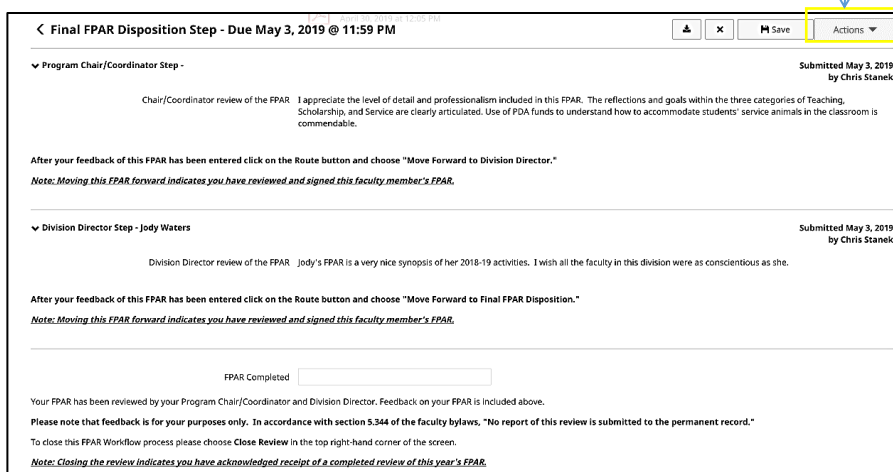 April 30, 2019 at 12:05 PM
Final FPAR Disposition Step - Due May 3, 2019 @ 11:59 PM
Save
Actions
Program Chair/Coordinator Step -
Submitted May 3, 2019
by Chris Stanek
Chair/Coordinator review of the FPAR I appreciate the level of detail and professionalism included in this FPAR. The reflections and goals within the three categories of Teaching,
Scholarship, and Service are clearly articulated. Use of PDA funds to understand how to accommodate students' service animals in the classroom is
commendable.
After your feedback of this FPAR has been entered click on the Route button and choose "Move Forward to Division Director."
Note: Moving this FPAR forward indicates you have reviewed and signed this faculty member's FPAR.
Division Director Step - Jody Waters
Submitted May 3, 2019
by Chris Stanek
Division Director review of the FPAR Jody's FPAR is a very nice synopsis of her 2018-19 activities. I wish all the faculty in this division were as conscientious as she.
After your feedback of this FPAR has been entered click on the Route button and choose "Move Forward to Final FPAR Disposition."
Note: Moving this FPAR forward indicates you have reviewed and signed this faculty member's FPAR.
FPAR Completed
Your FPAR has been reviewed by your Program Chair/Coordinator and Division Director. Feedback on your FPAR is included above.
Please note that feedback is for your purposes only. In accordance with section 5.344 of the faculty bylaws, "No report of this review is submitted to the permanent record."
To close this FPAR Workflow process please choose Close Review in the top right-hand corner of the screen.
Note: Closing the review indicates you have acknowledged receipt of a completed review of this year's FPAR.